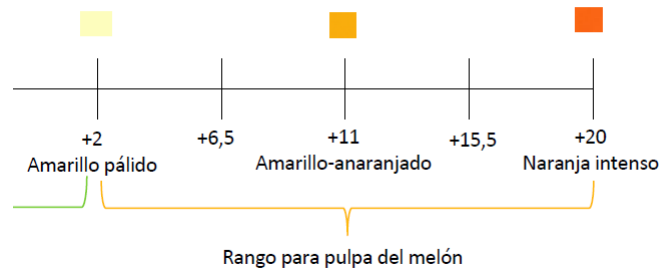 +2 +6,5 +11 +15,5 +20
Amarillo pálido Amarillo-anaranjado Naranja intenso
Rango para pulpa del melón